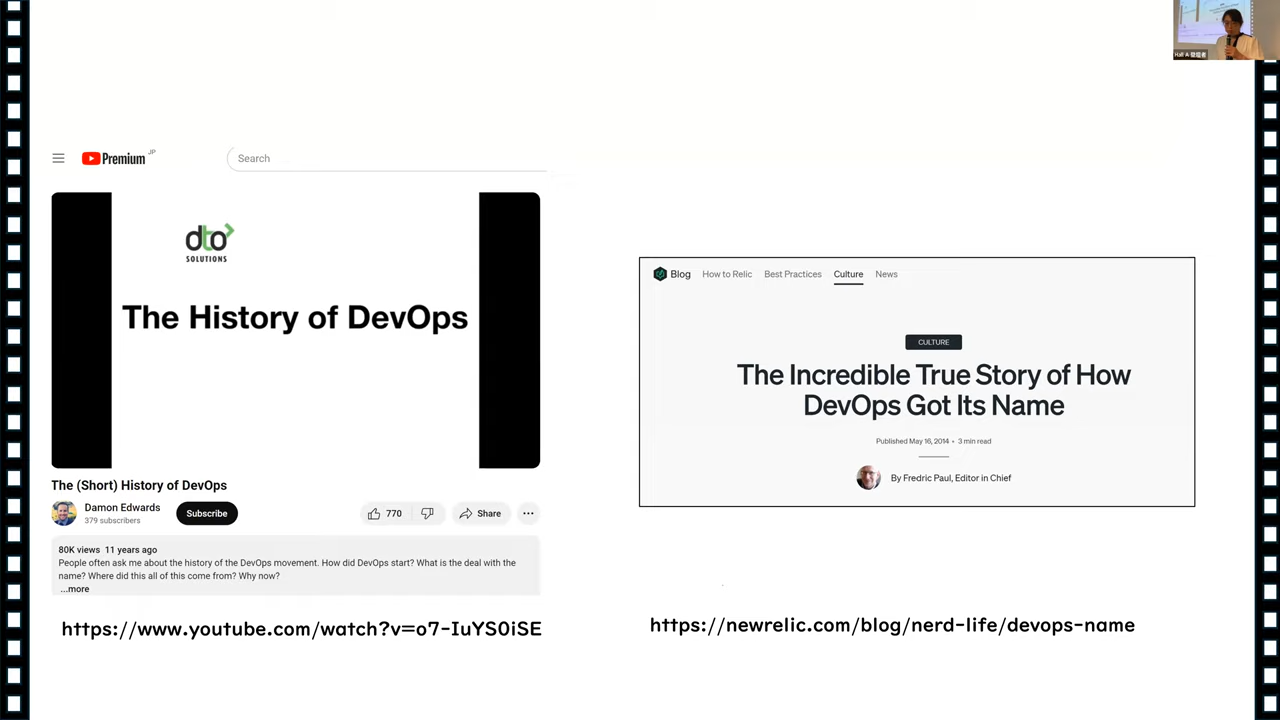 Hall A 発信者
Premium JP
Search
dto
SOLUTIONS
The History of DevOps
The (Short) History of DevOps
Damon Edwards
379 subscribers
Subscribe
770
Share
80K views 11 years ago
People often ask me about the history of the DevOps movement. How did DevOps start? What is the deal with the
name? Where did this all of this come from? Why now?
...more
https://www.youtube.com/watch?v=o7-IuYS0iSE
Blog How to Relic Best Practices Culture News
CULTURE
The Incredible True Story of How
DevOps Got Its Name
Published May 16, 2014 • 3 min read
By Fredric Paul, Editor in Chief
https://newrelic.com/blog/nerd-life/devops-name